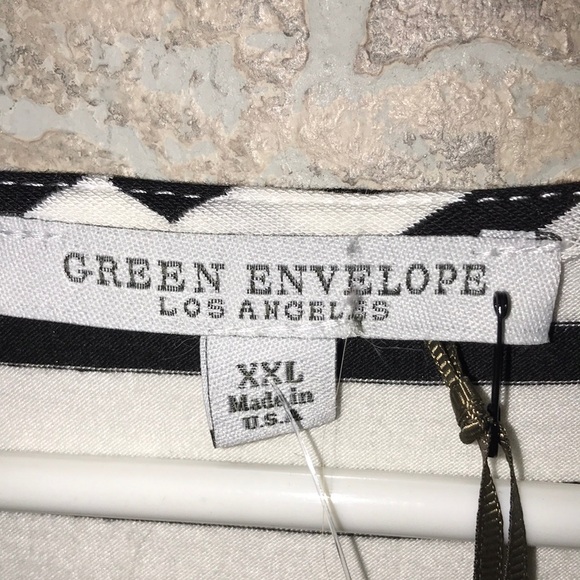 GREEN ENVELOPE
LOS ANGELES
XXL
Made in
U.S.A